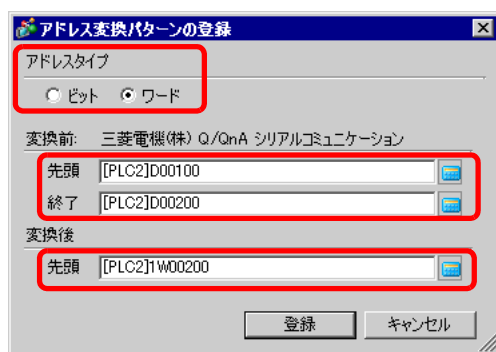 アドレス変換パターンの登録
アドレスタイプ
ビット ワード
変換前: 三菱電機(株) Q/QnA シリアルコミュニケーション
先頭 [PLC2]D00100
終了 [PLC2]D00200
変換後
先頭 [PLC2]1W00200
登録 キャンセル